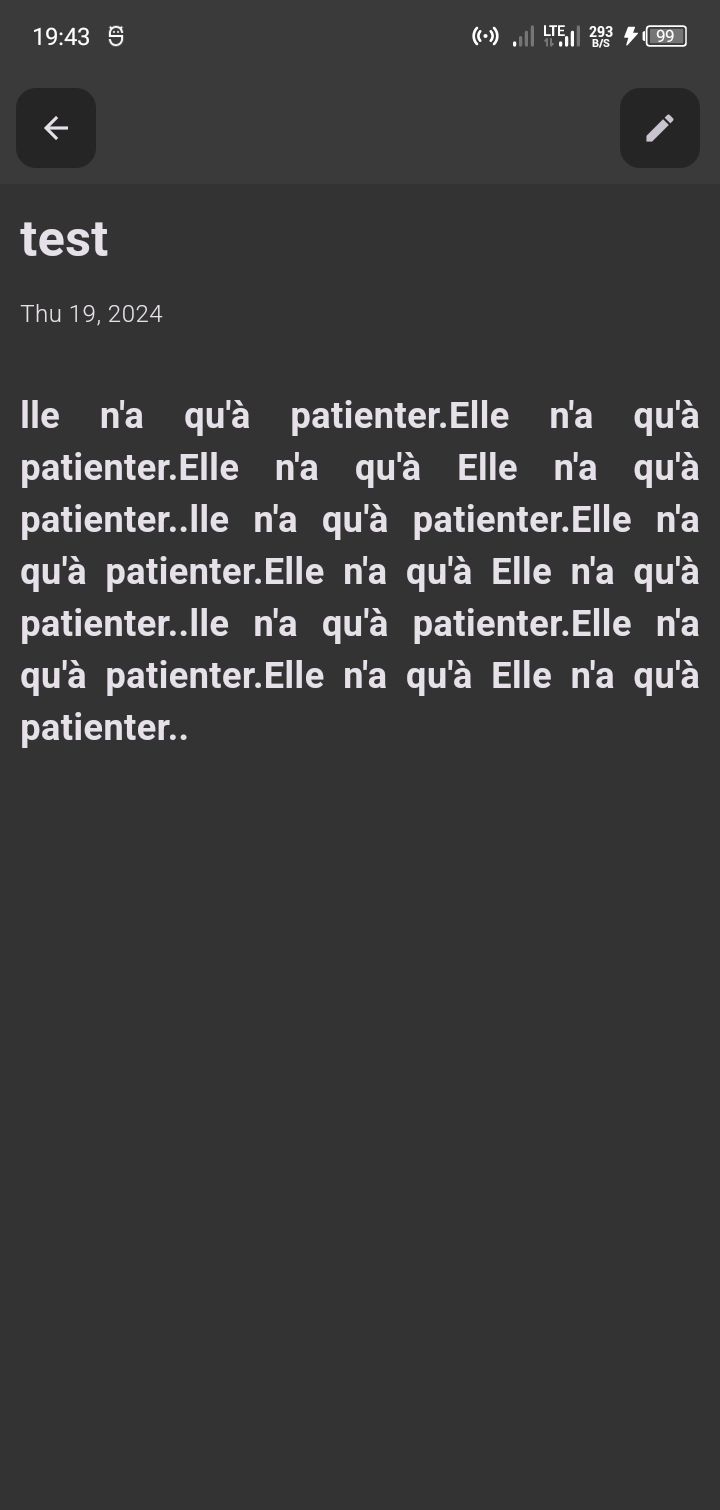 19:43 LTE 293 B/S 99
test
Thu 19, 2024
lle n'a qu'à patienter.Elle n'a qu'à
patienter.Elle n'a qu'à Elle n'a qu'à
patienter..lle n'a qu'à patienter.Elle n'a
qu'à patienter.Elle n'a qu'à Elle n'a qu'à
patienter..lle n'a qu'à patienter.Elle n'a
qu'à patienter.Elle n'a qu'à Elle n'a qu'à
patienter..